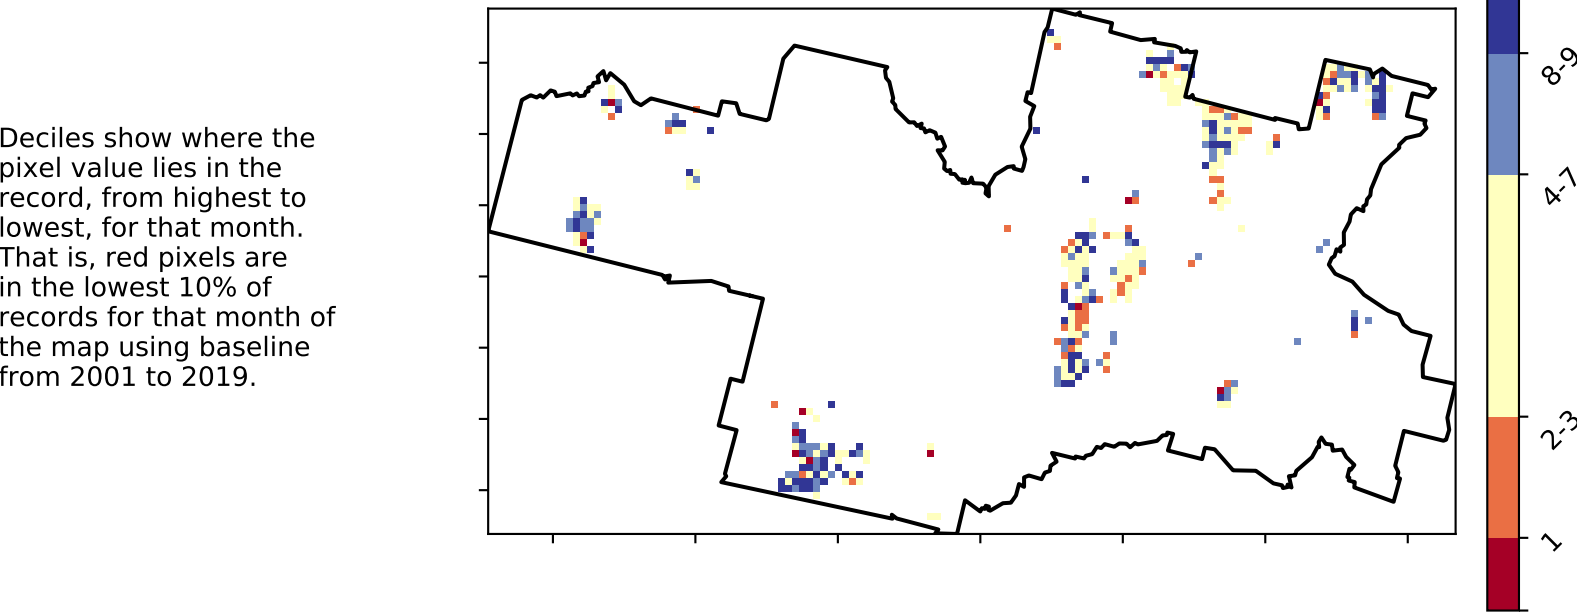 Deciles show where the
pixel value lies in the
record, from highest to
lowest, for that month.
That is, red pixels are
in the lowest 10% of
records for that month of
the map using baseline
from 2001 to 2019.
8-9
4-7
2-3
1